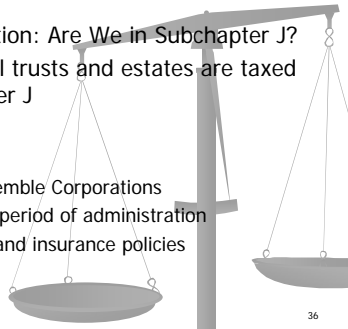 tion: Are We in Subchapter J?
l trusts and estates are taxed
er J
emble Corporations
period of administration
and insurance policies
36